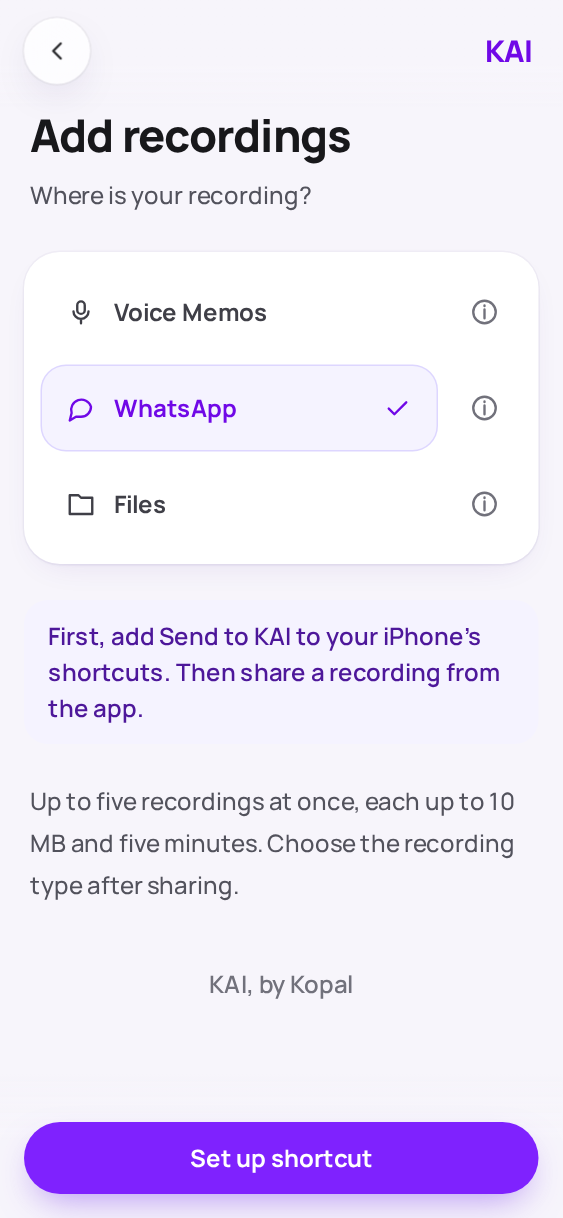 KAI
Add recordings
Where is your recording?
Voice Memos
WhatsApp
Files
First, add Send to KAI to your iPhone’s
shortcuts. Then share a recording from
the app.
Up to five recordings at once, each up to 10
MB and five minutes. Choose the recording
type after sharing.
KAI, by Kopal
Set up shortcut